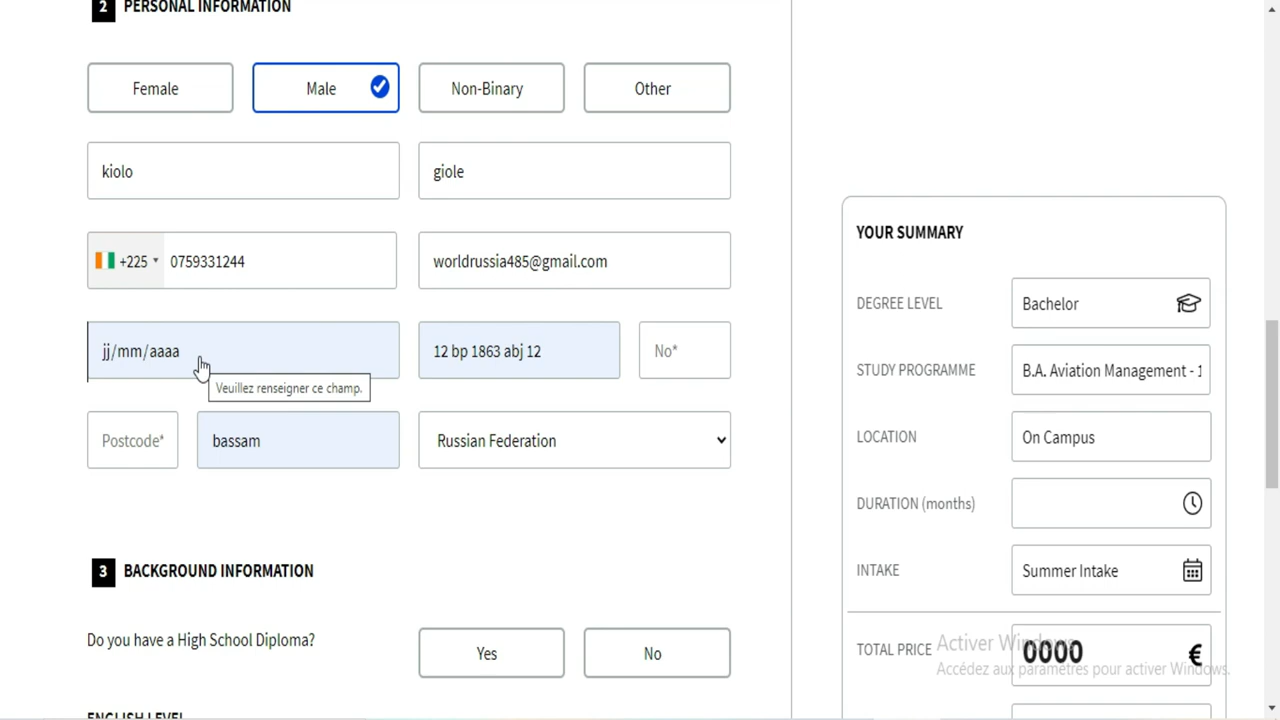 2 PERSONAL INFORMATION
Female Male Non-Binary Other
kiolo giole
+225 0759331244 worldrussia485@gmail.com
jj/mm/aaaa 12 bp 1863 abj 12 No*
Veuillez renseigner ce champ.
Postcode* bassam Russian Federation
3 BACKGROUND INFORMATION
Do you have a High School Diploma? Yes No
ENGLISH LEVEL
YOUR SUMMARY
DEGREE LEVEL Bachelor
STUDY PROGRAMME B.A. Aviation Management - 1
LOCATION On Campus
DURATION (months)
INTAKE Summer Intake
TOTAL PRICE 0000 €
Activer Windows
Accédez aux paramètres pour activer Windows.